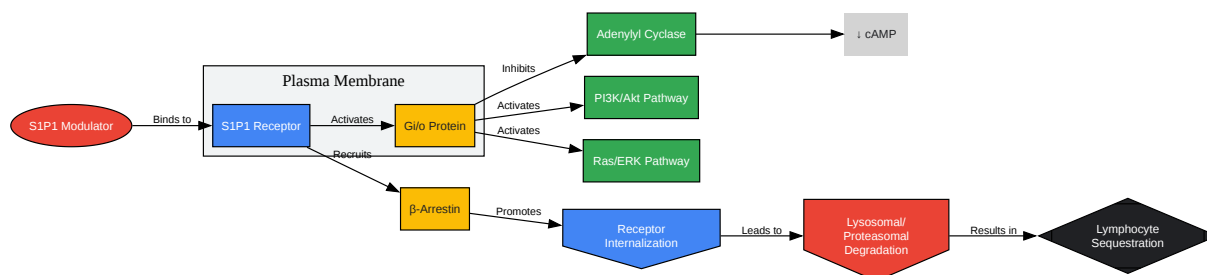 Adenylyl Cyclase
↓ cAMP
Inhibits
Plasma Membrane
PI3K/Akt Pathway
Activates
S1P1 Modulator
Binds to
S1P1 Receptor
Activates
Gi/o Protein
Activates
Ras/ERK Pathway
Recruits
β-Arrestin
Promotes
Receptor
Internalization
Leads to
Lysosomal/
Proteasomal
Degradation
Results in
Lymphocyte
Sequestration